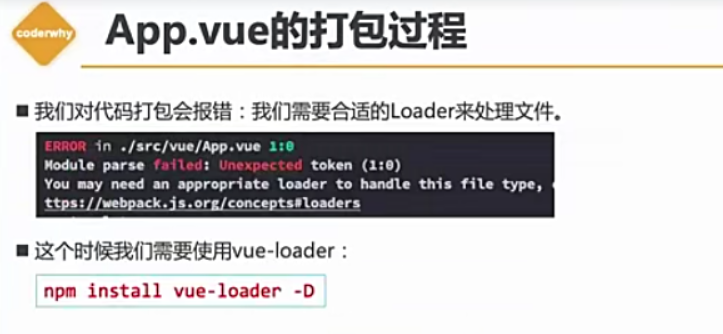 coderwhy
App.vue的打包过程
我们对代码打包会报错：我们需要合适的Loader来处理文件。
ERROR in ./src/vue/App.vue 1:0
Module parse failed: Unexpected token (1:0)
You may need an appropriate loader to handle this file type,
ttps://webpack.js.org/concepts#loaders
这个时候我们需要使用vue-loader：
npm install vue-loader -D